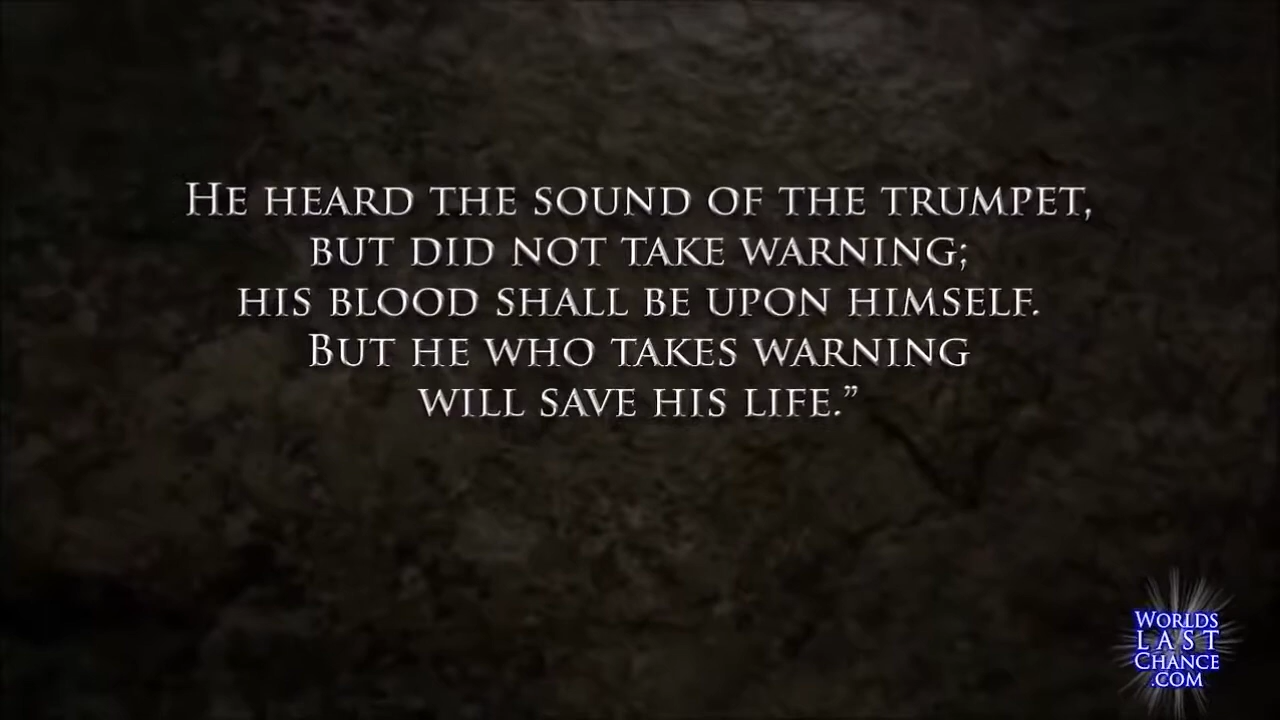 He heard the sound of the trumpet,
but did not take warning;
his blood shall be upon himself.
But he who takes warning
will save his life.”
Worlds
Last
Chance
.com